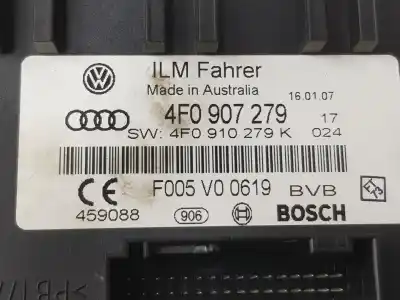 ILM Fahrer
Made in Australia
16.01.07
4F0 907 279 17
SW: 4F0 910 279 K 024
CE F005 V0 0619 BVB
459088 906 BOSCH